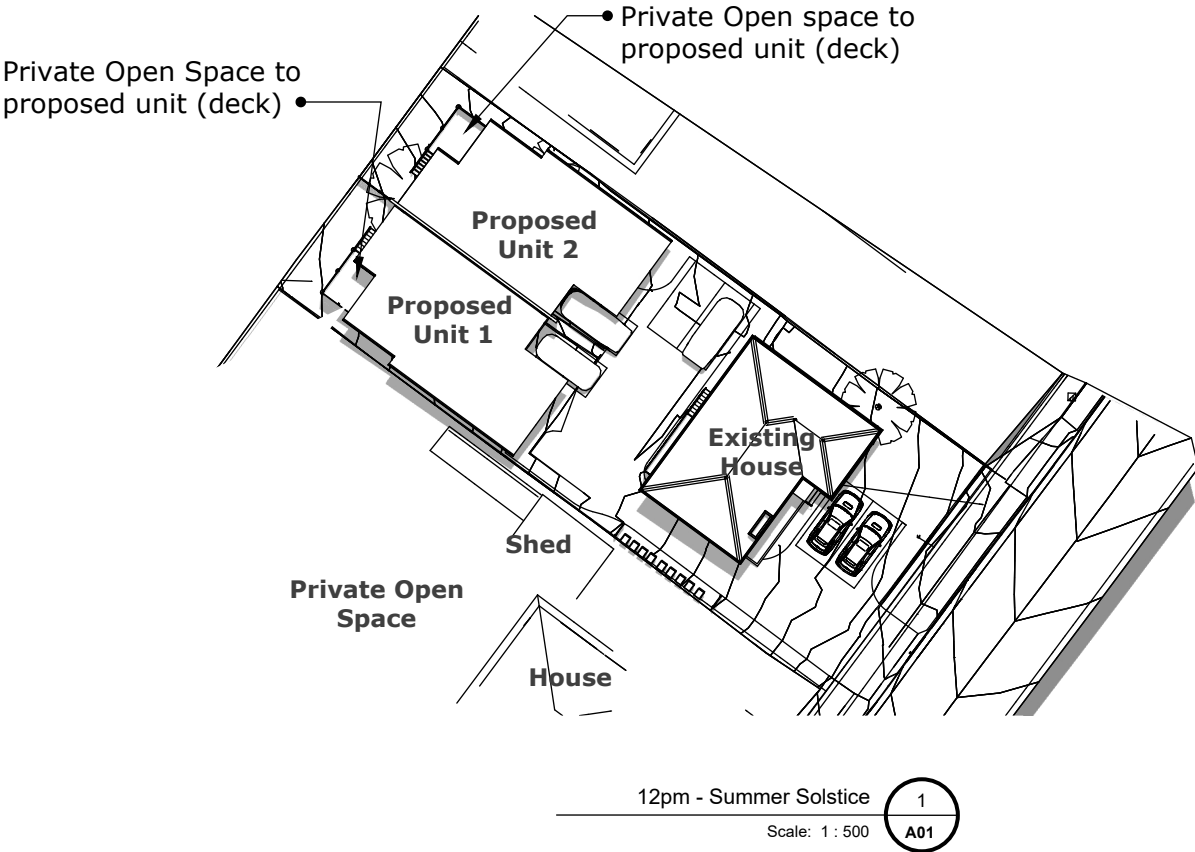 Private Open space to
proposed unit (deck)
Private Open Space to
proposed unit (deck)
Proposed
Unit 2
Proposed
Unit 1
Existing
House
Shed
Private Open
Space
House
12pm - Summer Solstice
1
Scale: 1 : 500
A01